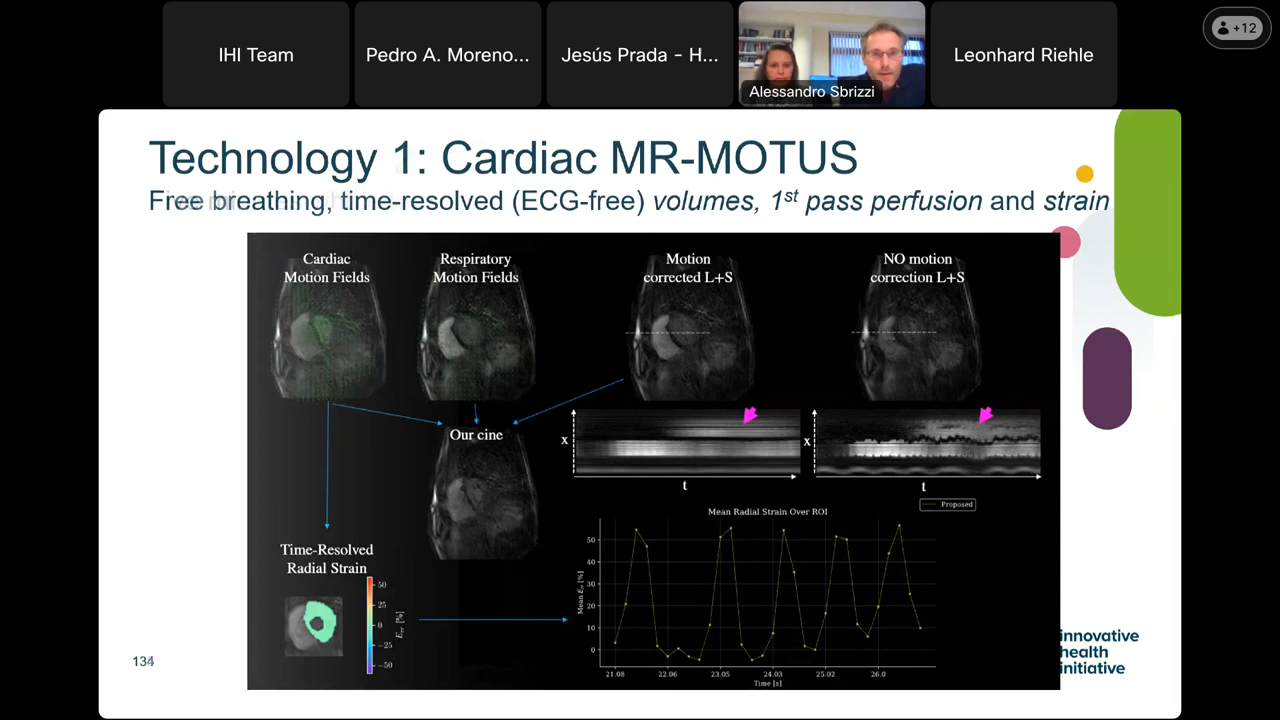 IHI Team
Pedro A. Moreno...
Jesús Prada - H...
Alessandro Sbrizzi
Leonhard Riehle
+12
Technology 1: Cardiac MR-MOTUS
Free breathing, time-resolved (ECG-free) volumes, 1st pass perfusion and strain
Cardiac
Motion Fields
Respiratory
Motion Fields
Motion
corrected L+S
NO motion
correction L+S
Our cine
x
t
x
t
Time-Resolved
Radial Strain
50
25
0
−25
−50
Err [%]
Mean Radial Strain Over ROI
Proposed
Mean Err [%]
50
40
30
20
10
0
21.08
22.06
23.05
24.03
25.02
26.0
Time [s]
innovative
health
initiative